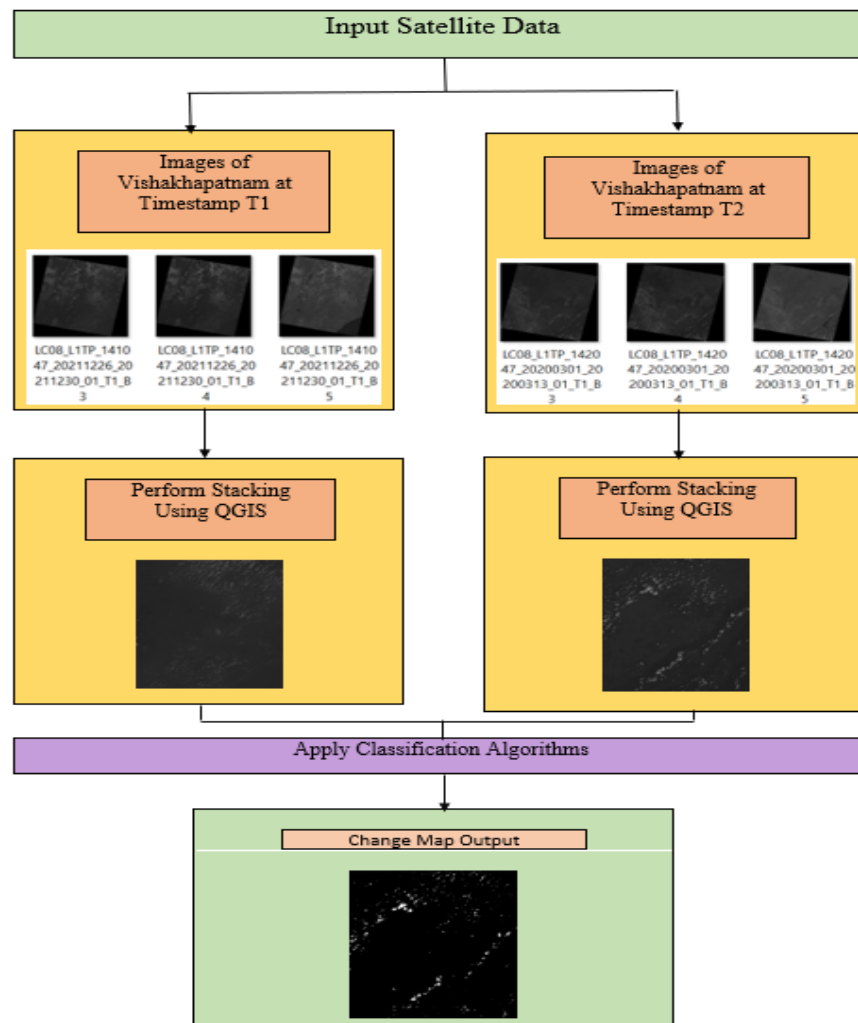 Input Satellite Data
Images of
Vishakhapatnam at
Timestamp T1
LC08_L1TP_1410
47_20211226_20
211230_01_T1_B
3
LC08_L1TP_1410
47_20211226_20
211230_01_T1_B
4
LC08_L1TP_1410
47_20211226_20
211230_01_T1_B
5
Images of
Vishakhapatnam at
Timestamp T2
LC08_L1TP_1420
47_20200301_20
200313_01_T1_B
3
LC08_L1TP_1420
47_20200301_20
200313_01_T1_B
4
LC08_L1TP_1420
47_20200301_20
200313_01_T1_B
5
Perform Stacking
Using QGIS
Perform Stacking
Using QGIS
Apply Classification Algorithms
Change Map Output